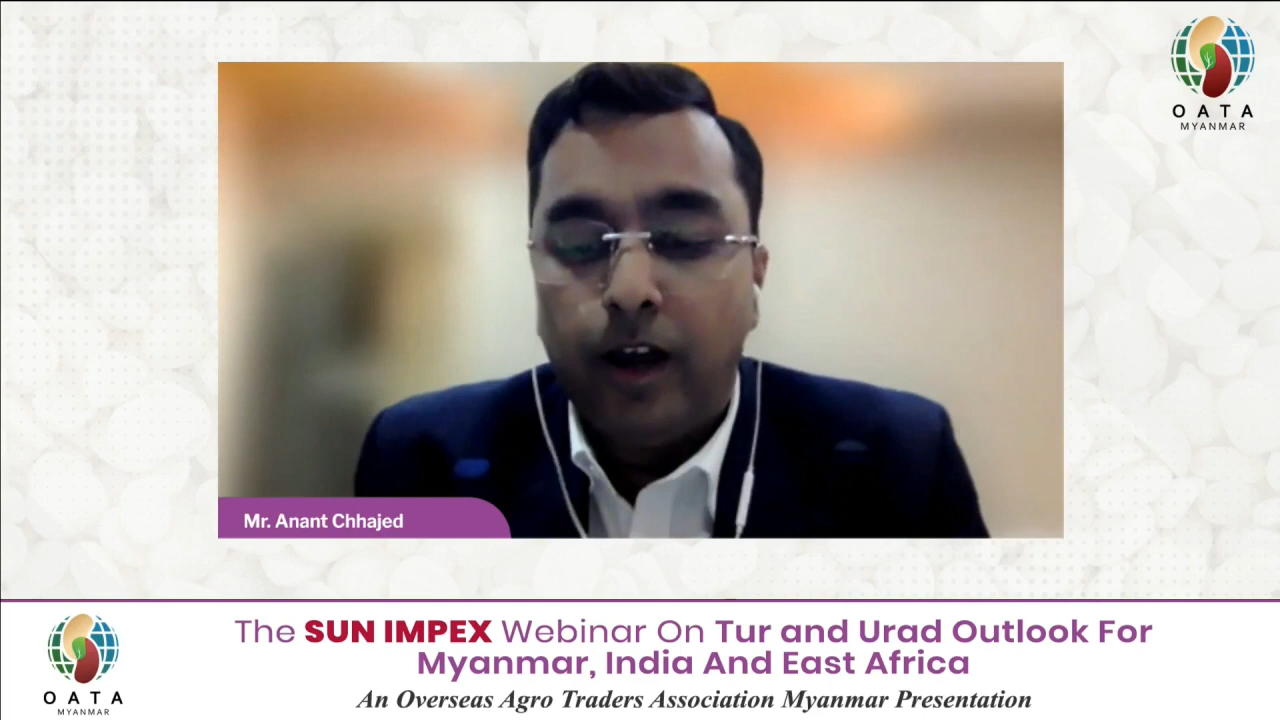 OATA
MYANMAR
Mr. Anant Chhajed
The SUN IMPEX Webinar On Tur and Urad Outlook For
Myanmar, India And East Africa
An Overseas Agro Traders Association Myanmar Presentation
OATA
MYANMAR